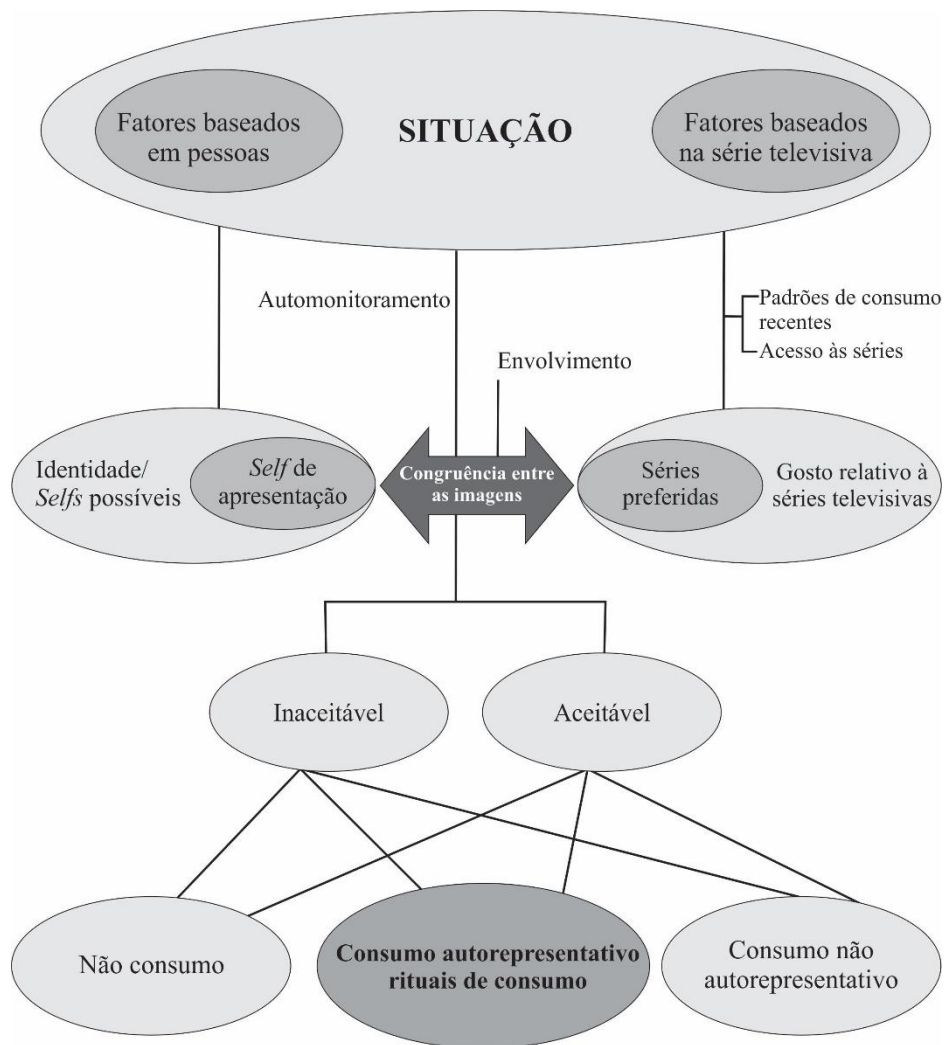 Fatores baseados
em pessoas
SITUAÇÃO
Fatores baseados
na série televisiva
Automonitoramento
Padrões de consumo
recentes
Acesso às séries
Envolvimento
Identidade/
Selfs possíveis
Self de
apresentação
Congruência entre
as imagens
Séries
preferidas
Gosto relativo à
séries televisivas
Inaceitável
Aceitável
Não consumo
Consumo autorepresentativo
rituais de consumo
Consumo não
autorepresentativo